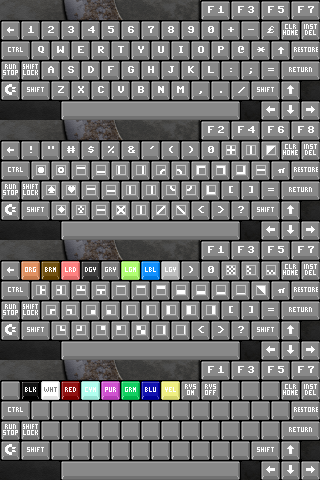 F1 F3 F5 F7
← 1 2 3 4 5 6 7 8 9 0 + - £ CLR HOME INST DEL
CTRL Q W E R T Y U I O P @ * ↑ RESTORE
RUN STOP SHIFT LOCK A S D F G H J K L : ; = RETURN
SHIFT Z X C V B N M , . / SHIFT ↑
← ↓ →
F2 F4 F6 F8
← ! " # $ % & ' ( ) 0 CLR HOME INST DEL
CTRL π RESTORE
RUN STOP SHIFT LOCK [ ] = RETURN
SHIFT < > ? SHIFT ↑
← ↓ →
F1 F3 F5 F7
← ORG BRN LRD DGY GRY LGN LBL LGY ) 0 CLR HOME INST DEL
CTRL π RESTORE
RUN STOP SHIFT LOCK [ ] = RETURN
SHIFT < > ? SHIFT ↑
← ↓ →
F1 F3 F5 F7
BLK WHT RED CYN PUR GRN BLU YEL RVS ON RVS OFF CLR HOME INST DEL
CTRL RESTORE
RUN STOP SHIFT LOCK RETURN
SHIFT SHIFT ↑
← ↓ →